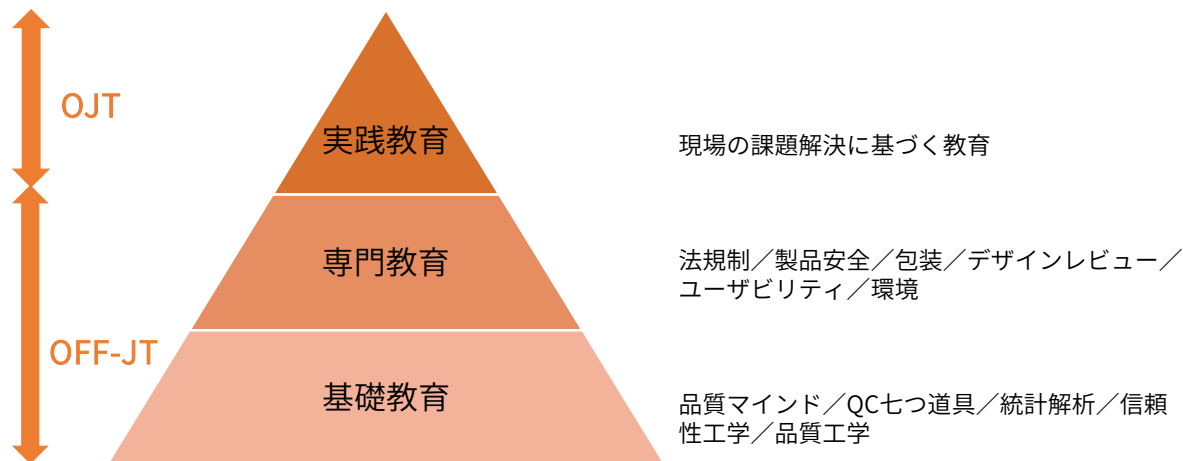 OJT
実践教育
現場の課題解決に基づく教育
専門教育
法規制／製品安全／包装／デザインレビュー／
ユーザビリティ／環境
OFF-JT
基礎教育
品質マインド／QC七つ道具／統計解析／信頼
性工学／品質工学